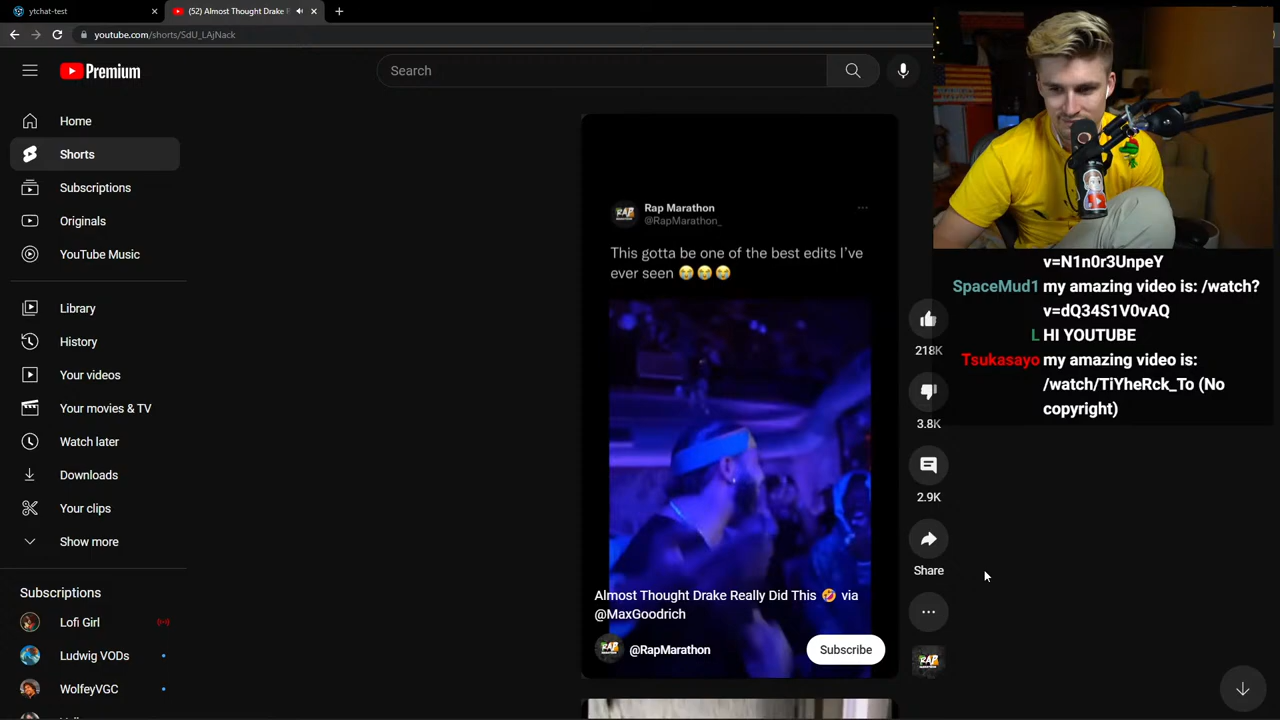 ytchat-test
(52) Almost Thought Drake R
youtube.com/shorts/SdU_LAjNack
Premium
Search
Home
Shorts
Subscriptions
Originals
YouTube Music
Library
History
Your videos
Your movies & TV
Watch later
Downloads
Your clips
Show more
Subscriptions
Lofi Girl
Ludwig VODs
WolfeyVGC
Rap Marathon
@RapMarathon_
This gotta be one of the best edits I've
ever seen 😭😭😭
Almost Thought Drake Really Did This 🤣 via
@MaxGoodrich
@RapMarathon
Subscribe
218K
3.8K
2.9K
Share
v=N1n0r3UnpeY
SpaceMud1 my amazing video is: /watch?
v=dQ34S1V0vAQ
L HI YOUTUBE
Tsukasayo my amazing video is:
/watch/TiYheRck_To (No
copyright)